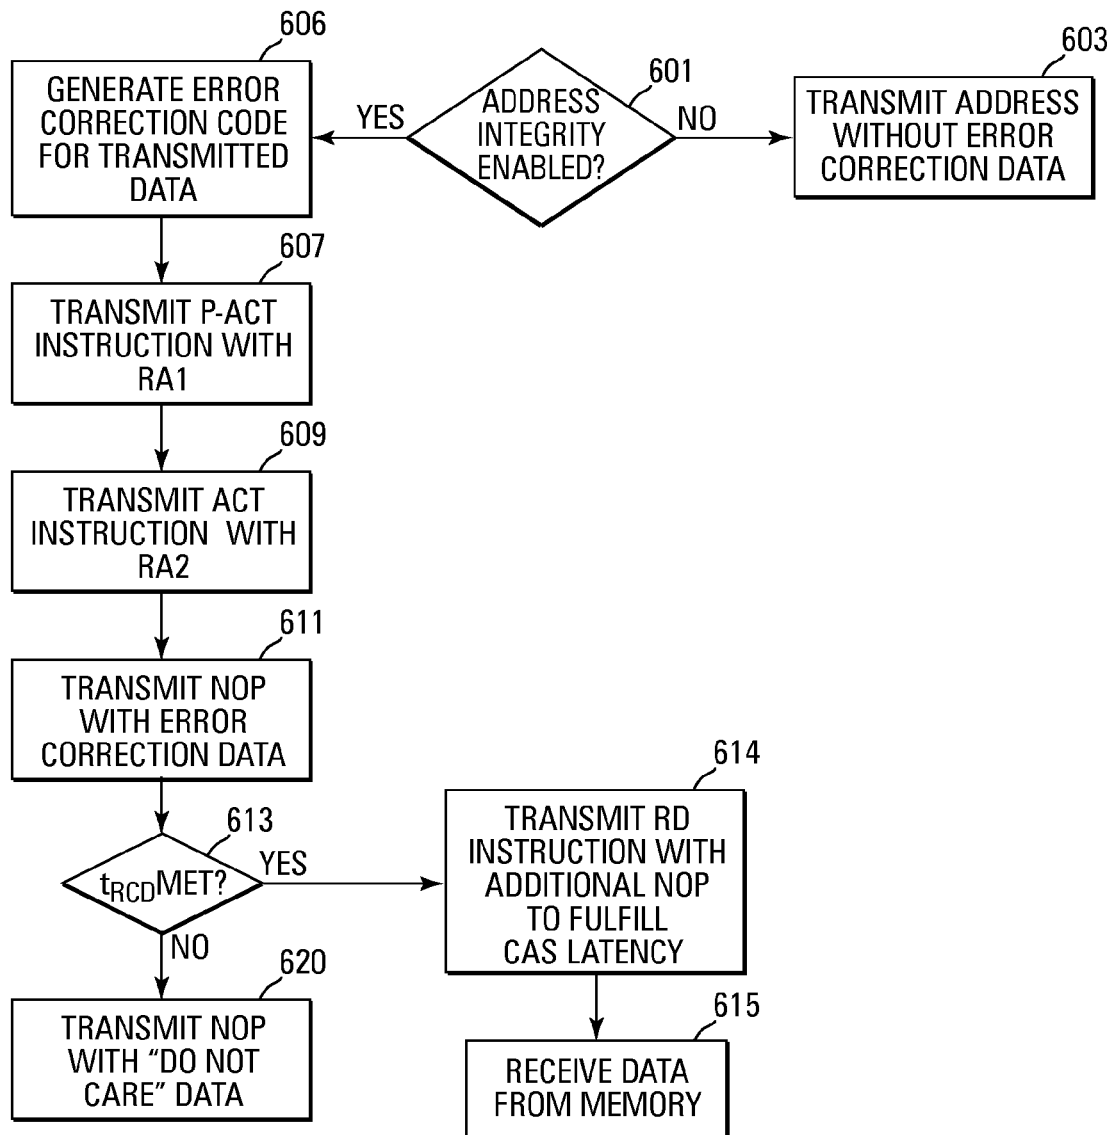 606
GENERATE ERROR
CORRECTION CODE
FOR TRANSMITTED
DATA
YES
601
ADDRESS
INTEGRITY
ENABLED?
NO
603
TRANSMIT ADDRESS
WITHOUT ERROR
CORRECTION DATA
607
TRANSMIT P-ACT
INSTRUCTION WITH
RA1
609
TRANSMIT ACT
INSTRUCTION WITH
RA2
611
TRANSMIT NOP
WITH ERROR
CORRECTION DATA
613
tRCD MET?
YES
NO
614
TRANSMIT RD
INSTRUCTION WITH
ADDITIONAL NOP
TO FULFILL
CAS LATENCY
620
TRANSMIT NOP
WITH “DO NOT
CARE” DATA
615
RECEIVE DATA
FROM MEMORY